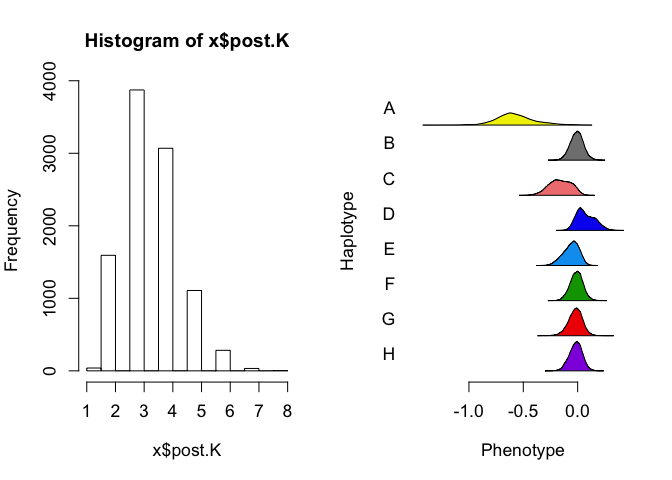 Histogram of x$post.K
Frequency
4000
3000
2000
1000
0
1 2 3 4 5 6 7 8
x$post.K
Haplotype
A
B
C
D
E
F
G
H
-1.0 -0.5 0.0
Phenotype